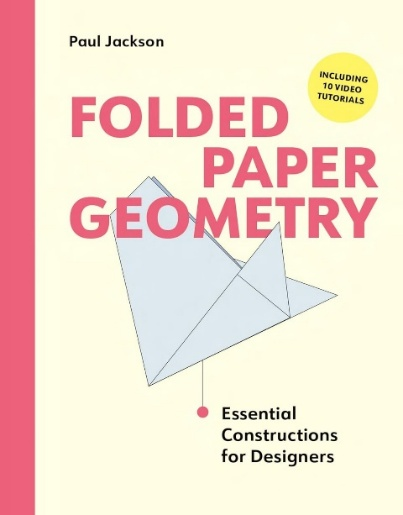 Paul Jackson
INCLUDING
10 VIDEO
TUTORIALS
FOLDED
PAPER
GEOMETRY
Essential
Constructions
for Designers